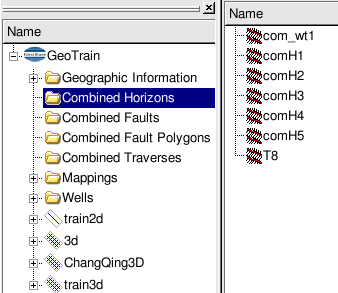 Name
GeoTrain
Geographic Information
Combined Horizons
Combined Faults
Combined Fault Polygons
Combined Traverses
Mappings
Wells
train2d
3d
ChangQing3D
train3d
Name
com_wt1
comH1
comH2
comH3
comH4
comH5
T8